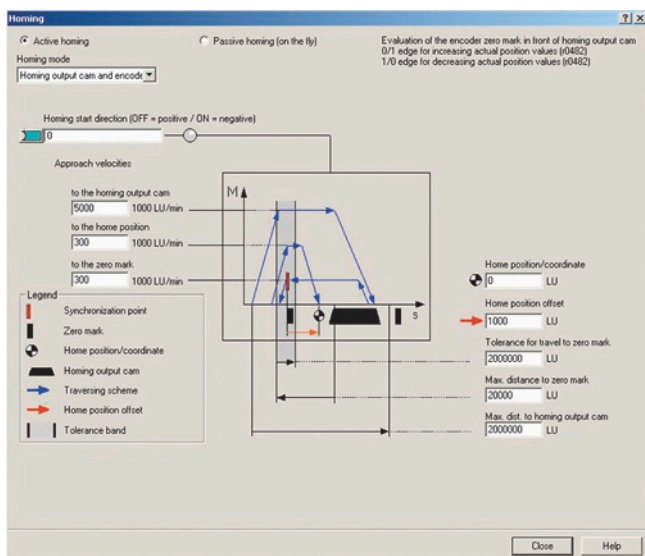 Homing
Active homing
Passive homing (on the fly)
Evaluation of the encoder zero mark in front of homing output cam
0/1 edge for increasing actual position values (r0482)
1/0 edge for decreasing actual position values (r0482)
Homing mode
Homing output cam and encode
Homing start direction (OFF = positive / ON = negative)
0
Approach velocities
to the homing output cam
5000 1000 LU/min
to the home position
300 1000 LU/min
to the zero mark
300 1000 LU/min
M
s
Home position/coordinate
0 LU
Home position offset
1000 LU
Tolerance for travel to zero mark
2000000 LU
Max. distance to zero mark
20000 LU
Max. dist. to homing output cam
2000000 LU
Legend
Synchronization point
Zero mark
Home position/coordinate
Homing output cam
Traversing scheme
Home position offset
Tolerance band
Close
Help